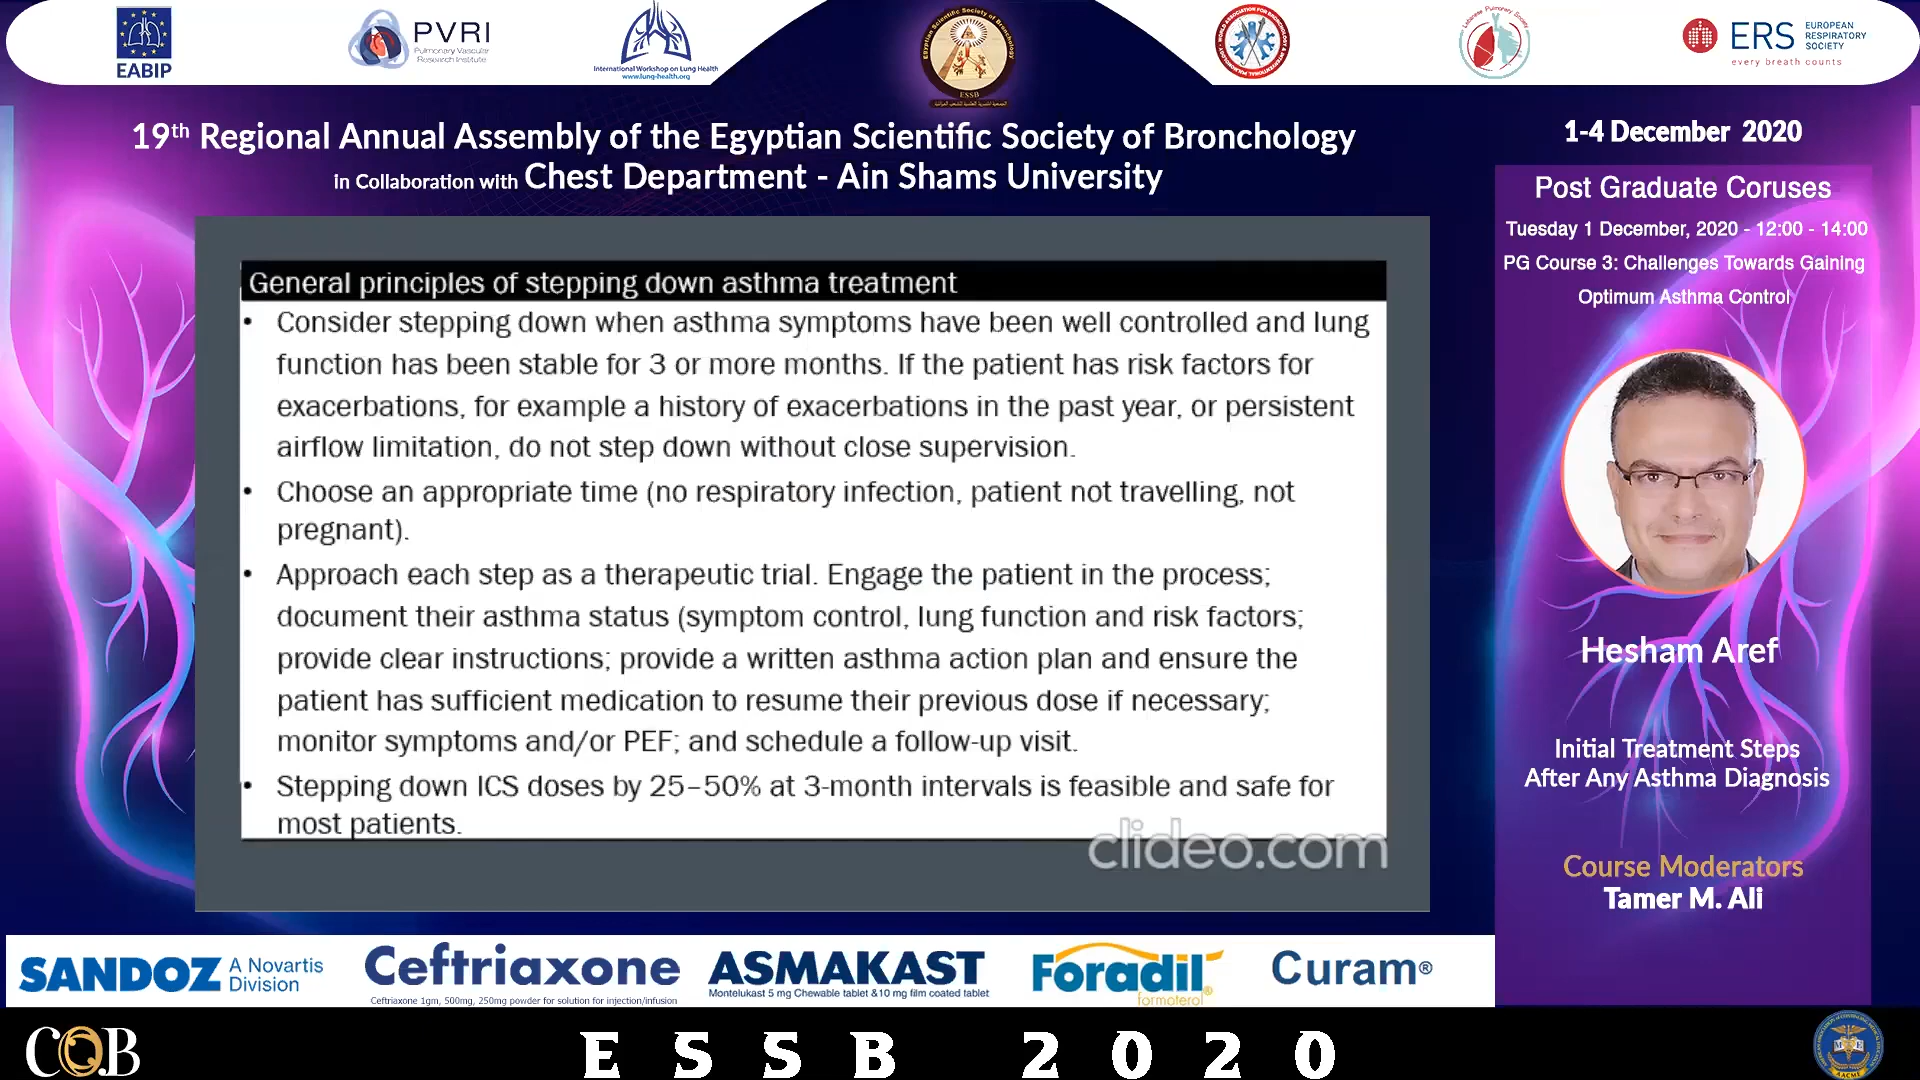 EABIP
PVRI
Pulmonary Vascular
Research Institute
International Workshop on Lung Health
www.lung-health.org
Egyptian Scientific Society of Bronchology
ESSB
Lebanese Pulmonary Society
ERS
EUROPEAN
RESPIRATORY
SOCIETY
every breath counts
19th Regional Annual Assembly of the Egyptian Scientific Society of Bronchology
in Collaboration with Chest Department - Ain Shams University
General principles of stepping down asthma treatment
• Consider stepping down when asthma symptoms have been well controlled and lung
function has been stable for 3 or more months. If the patient has risk factors for
exacerbations, for example a history of exacerbations in the past year, or persistent
airflow limitation, do not step down without close supervision.
• Choose an appropriate time (no respiratory infection, patient not travelling, not
pregnant).
• Approach each step as a therapeutic trial. Engage the patient in the process;
document their asthma status (symptom control, lung function and risk factors;
provide clear instructions; provide a written asthma action plan and ensure the
patient has sufficient medication to resume their previous dose if necessary;
monitor symptoms and/or PEF; and schedule a follow-up visit.
• Stepping down ICS doses by 25–50% at 3-month intervals is feasible and safe for
most patients.
clideo.com
1-4 December 2020
Post Graduate Coruses
Tuesday 1 December, 2020 - 12:00 - 14:00
PG Course 3: Challenges Towards Gaining
Optimum Asthma Control
Hesham Aref
Initial Treatment Steps
After Any Asthma Diagnosis
Course Moderators
Tamer M. Ali
SANDOZ A Novartis
Division
Ceftriaxone
Ceftriaxone 1gm, 500mg, 250mg powder for solution for injection/infusion
ASMAKAST
Montelukast 5 mg Chewable tablet &10 mg film coated tablet
Foradil®
formoterol
Curam®
CQB
ESSB 2020
AACME